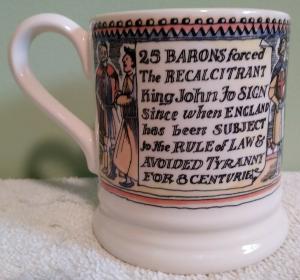 25 BARONS forced
The RECALCITRANT
King John To SIGN
Since when ENGLAND
has been SUBJECT
to The RULE of LAW &
AVOIDED TYRANNY
FOR 8 CENTURIES